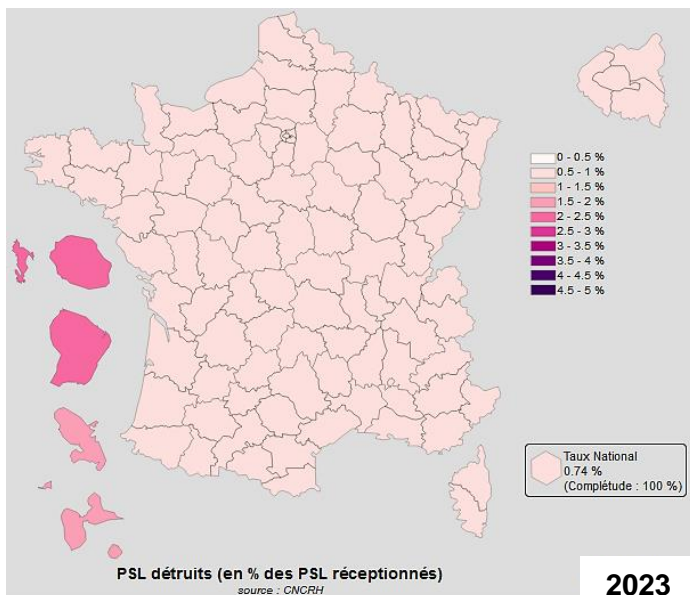 0 - 0.5 %
0.5 - 1 %
1 - 1.5 %
1.5 - 2 %
2 - 2.5 %
2.5 - 3 %
3 - 3.5 %
3.5 - 4 %
4 - 4.5 %
4.5 - 5 %
Taux National
0.74 %
(Complétude : 100 %)
PSL détruits (en % des PSL réceptionnés)
source : CNCRH
2023